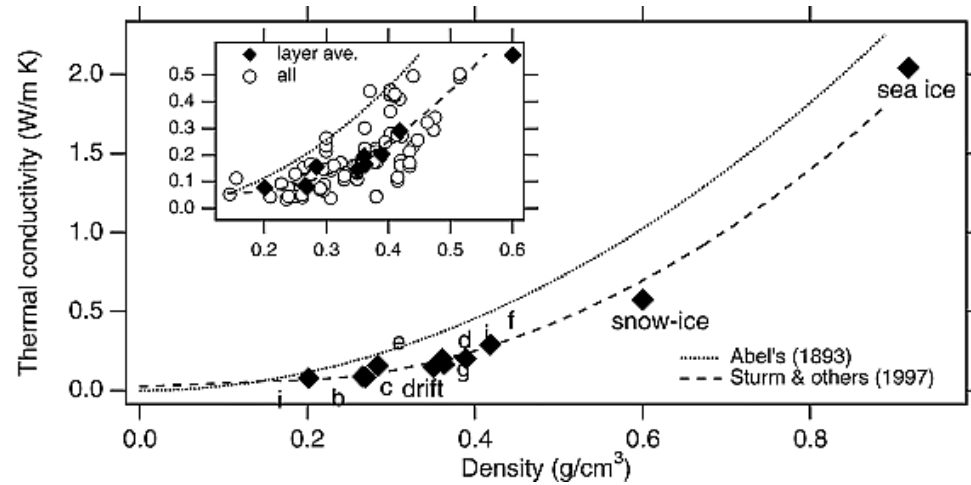 Thermal conductivity (W/m K)
2.0
1.5
1.0
0.5
0.0
layer ave.
all
0.5
0.4
0.3
0.2
0.1
0.0
0.2
0.3
0.4
0.5
0.6
sea ice
snow-ice
e
d
i
f
g
i
b
c
drift
Abel's (1893)
Sturm & others (1997)
0.0
0.2
0.4
0.6
0.8
Density (g/cm³)